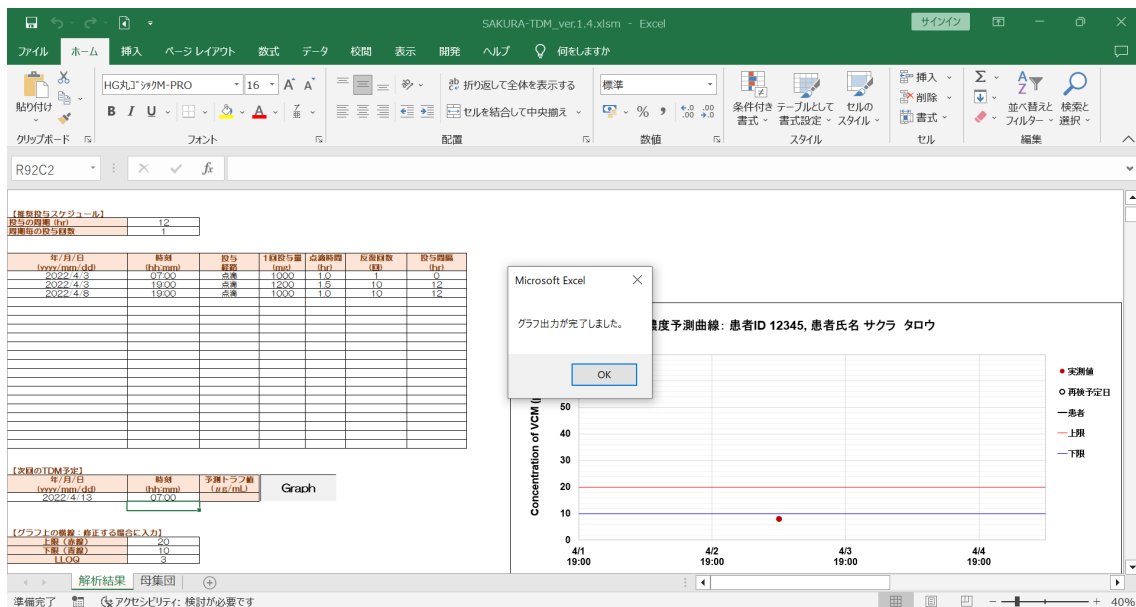 SAKURA-TDM_ver.1.4.xlsm - Excel
サインイン
ファイル ホーム 挿入 ページ レイアウト 数式 データ 校閲 表示 開発 ヘルプ 何をしますか
貼り付け
クリップボード
HG丸ｺﾞｼｯｸM-PRO 16 A A
B I U A
フォント
折り返して全体を表示する
セルを結合して中央揃え
配置
標準
% 9 .0 .00 .00 .0
数値
条件付き書式 テーブルとして書式設定 セルのスタイル
スタイル
挿入
削除
書式
セル
並べ替えとフィルター 検索と選択
編集
R92C2 fx
【推奨投与スケジュール】
投与の周期 (hr) 12
周期毎の投与回数 1
年/月/日 時刻 投与 1回投与量 点滴時間 反復回数 投与間隔
(yyyy/mm/dd) (hh:mm) 経路 (mg) (hr) (回) (hr)
2022/4/3 07:00 点滴 1000 1.0 1 0
2022/4/3 19:00 点滴 1200 1.5 10 12
2022/4/8 19:00 点滴 1000 1.0 10 12
【次回のTDM予定】
年/月/日 時刻 予測トラフ値
(yyyy/mm/dd) (hh:mm) (μg/mL)
2022/4/13 07:00
Graph
【グラフ上の横線：修正する場合に入力】
上限（赤線） 20
下限（青線） 10
LLOQ 3
Microsoft Excel
グラフ出力が完了しました。
OK
濃度予測曲線: 患者ID 12345, 患者氏名 サクラ タロウ
Concentration of VCM (
50
40
30
20
10
0
4/1 4/2 4/3 4/4
19:00 19:00 19:00 19:00
実測値
再検予定日
患者
上限
下限
解析結果 母集団
準備完了 アクセシビリティ: 検討が必要です 40%